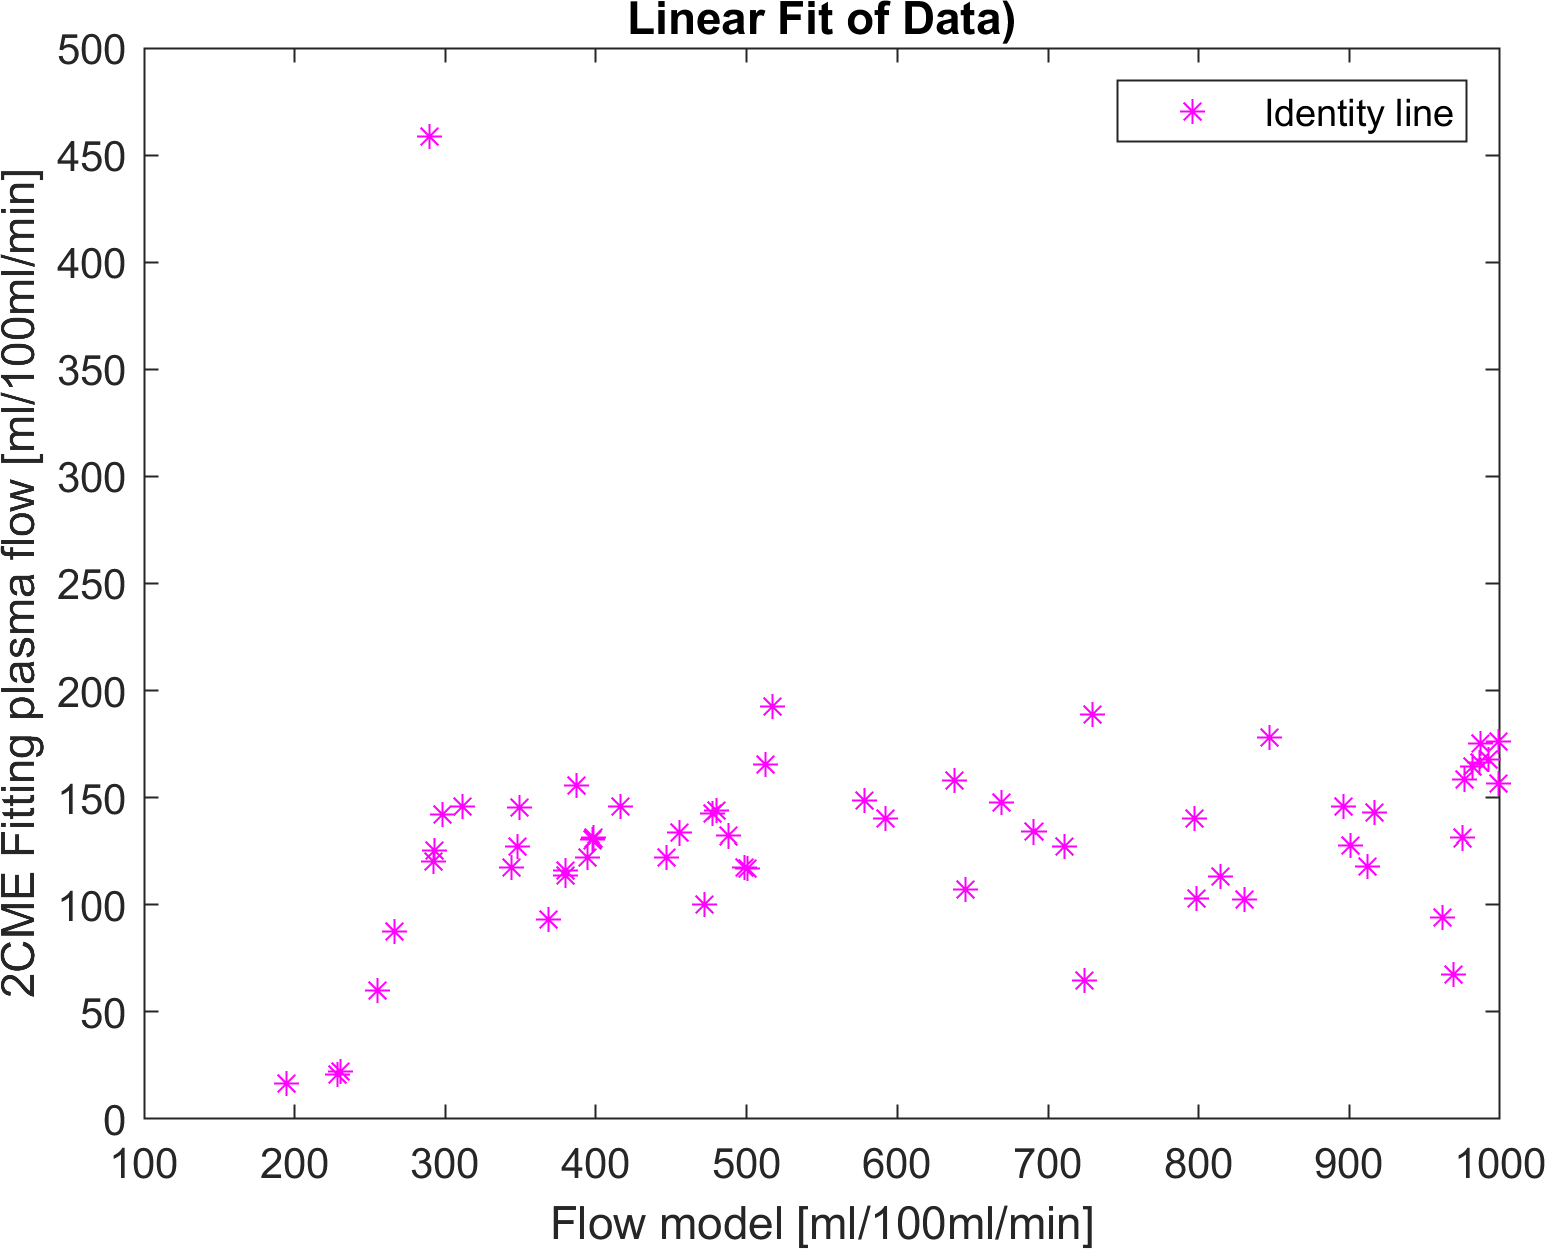 Linear Fit of Data)
Identity line
500
450
400
350
300
250
200
150
100
50
0
2CME Fitting plasma flow [ml/100ml/min]
100 200 300 400 500 600 700 800 900 1000
Flow model [ml/100ml/min]